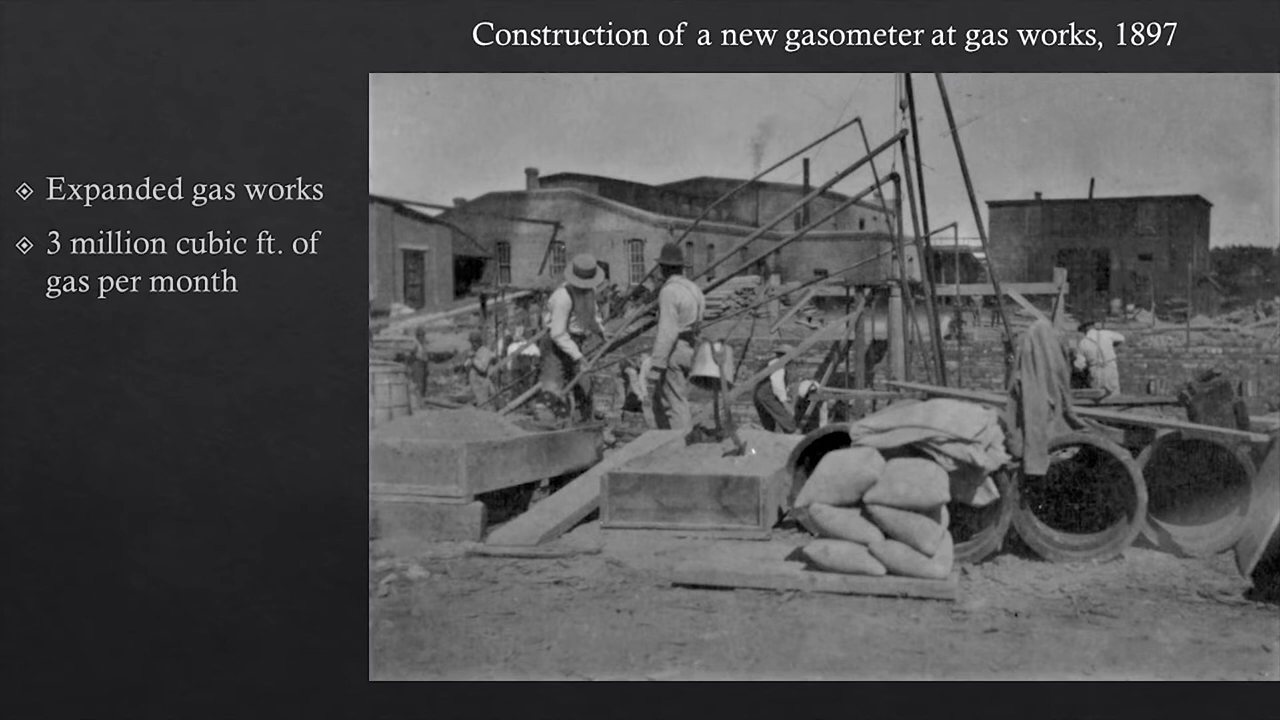 Construction of a new gasometer at gas works, 1897
Expanded gas works
3 million cubic ft. of
gas per month